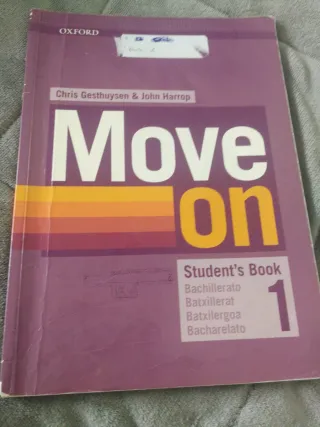 OXFORD
Chris Gesthuysen & John Harrop
Move
on
Student's Book
Bachillerato
Batxillerat
Batxilergoa
Bacharelato
1